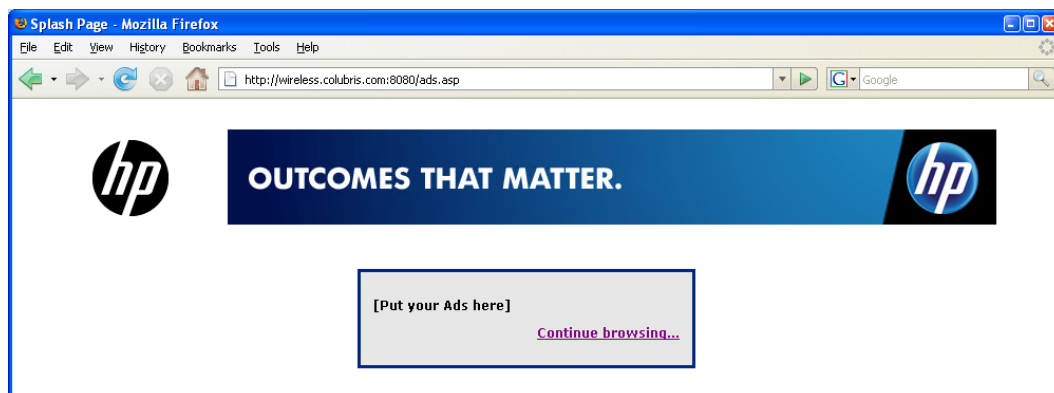 Splash Page - Mozilla Firefox
File Edit View History Bookmarks Tools Help
http://wireless.colubris.com:8080/ads.asp
G Google
hp
OUTCOMES THAT MATTER.
hp
[Put your Ads here]
Continue browsing...